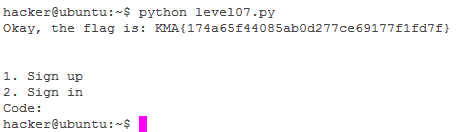 hacker@ubuntu:~$ python level07.py
Okay, the flag is: KMA{174a65f44085ab0d277ce69177f1fd7f}
1. Sign up
2. Sign in
Code:
hacker@ubuntu:~$